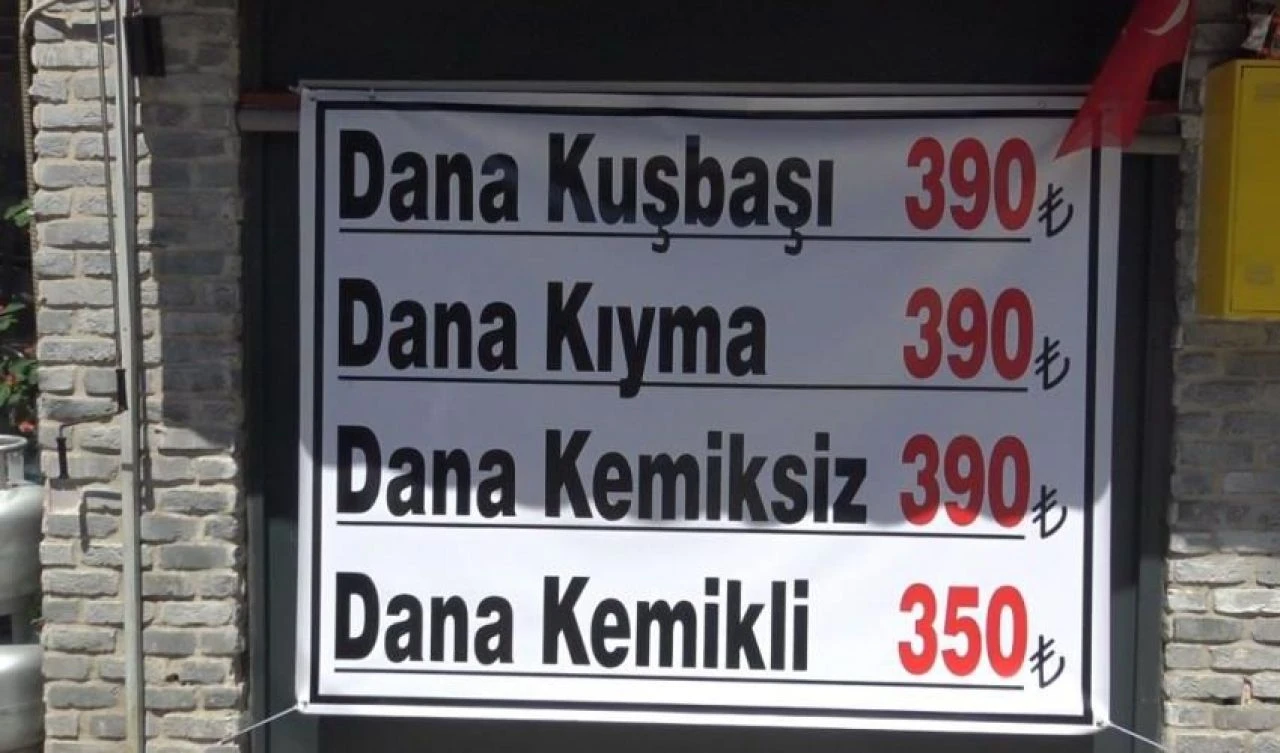 Dana Kuşbaşı 390₺
Dana Kıyma 390₺
Dana Kemiksiz 390₺
Dana Kemikli 350₺